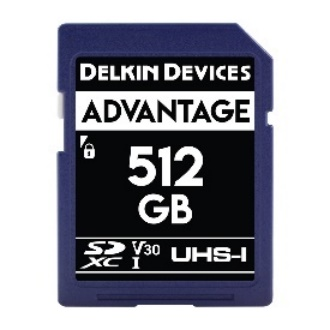 DELKIN DEVICES
ADVANTAGE
512
GB
SD XC I V30 UHS-I